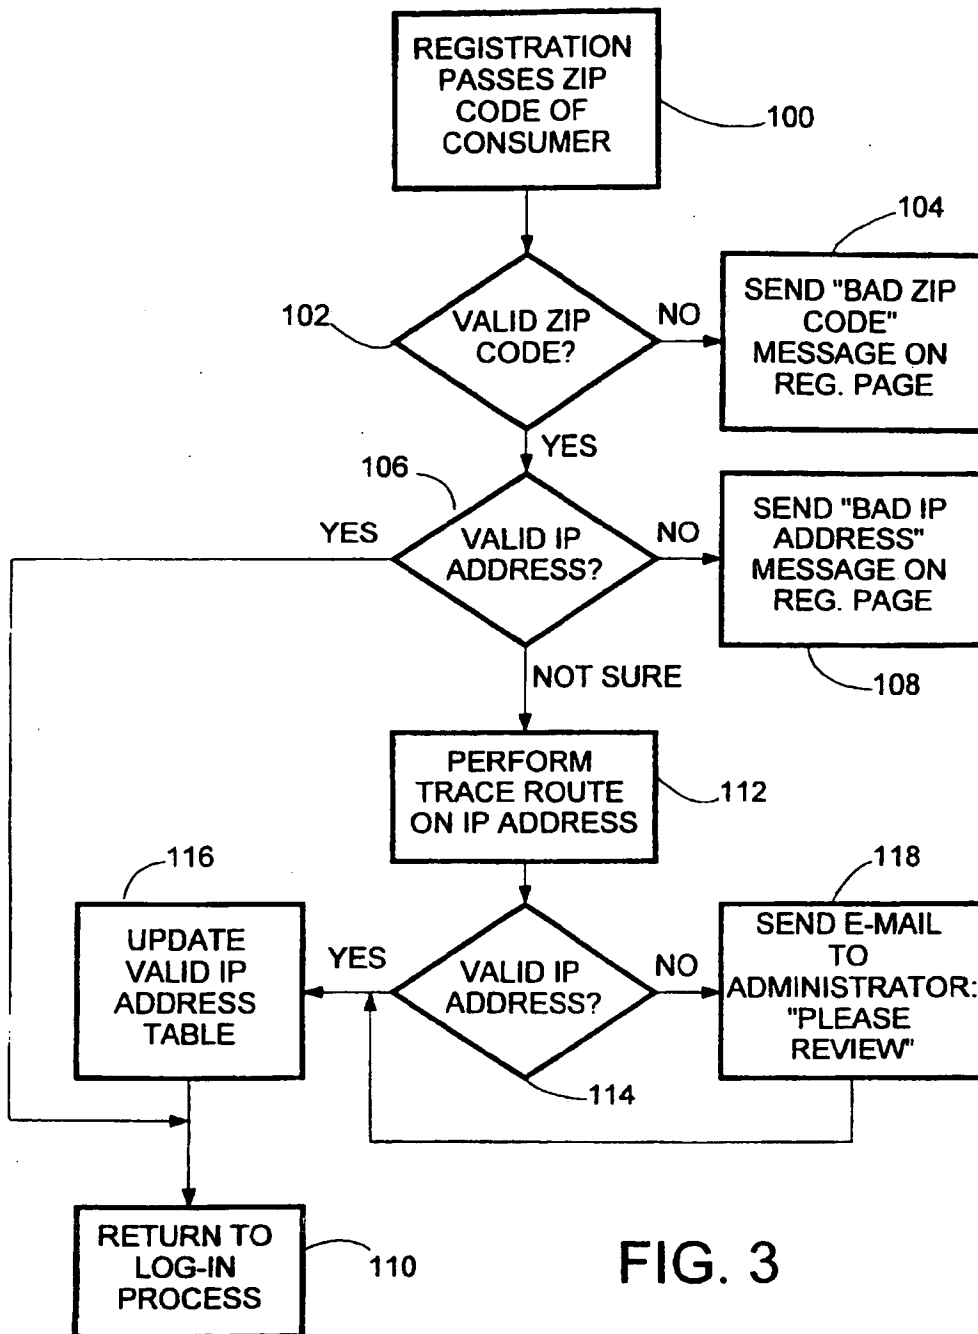 REGISTRATION
PASSES ZIP
CODE OF
CONSUMER
100
104
102
VALID ZIP
CODE?
NO
SEND "BAD ZIP
CODE"
MESSAGE ON
REG. PAGE
YES
106
YES
VALID IP
ADDRESS?
NO
SEND "BAD IP
ADDRESS"
MESSAGE ON
REG. PAGE
108
NOT SURE
PERFORM
TRACE ROUTE
ON IP ADDRESS
112
116
118
UPDATE
VALID IP
ADDRESS
TABLE
YES
VALID IP
ADDRESS?
NO
SEND E-MAIL
TO
ADMINISTRATOR:
"PLEASE
REVIEW"
114
RETURN TO
LOG-IN
PROCESS
110
FIG. 3